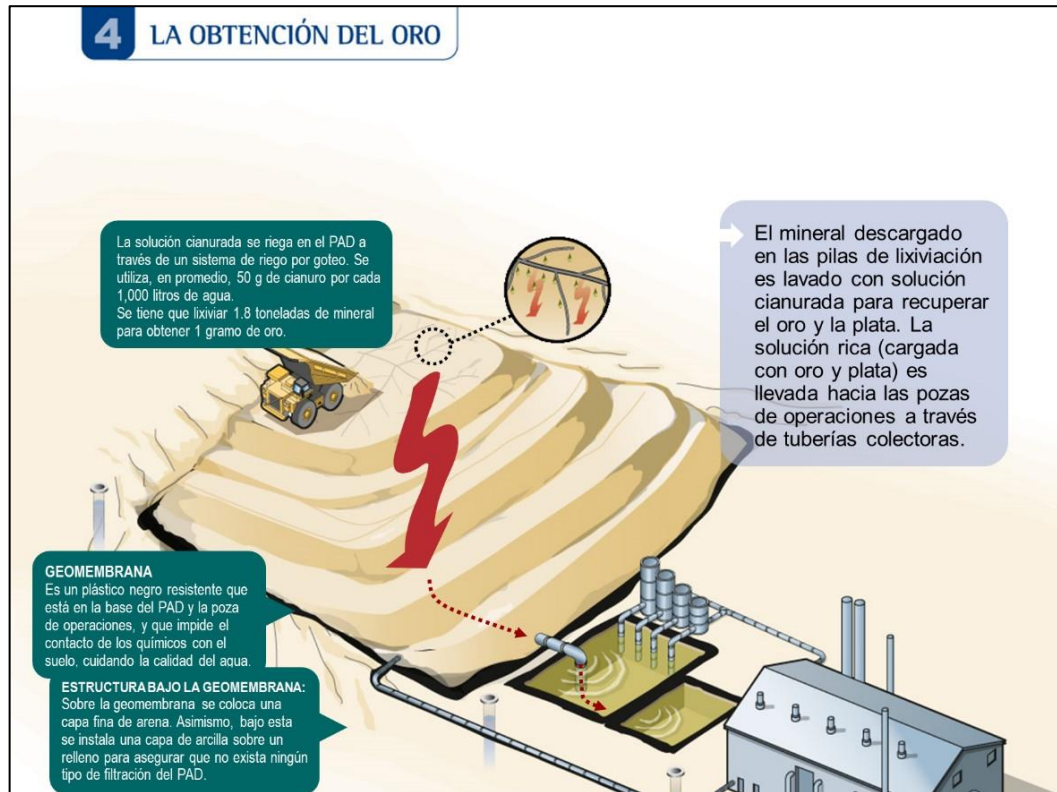 4 LA OBTENCIÓN DEL ORO
La solución cianurada se riega en el PAD a
través de un sistema de riego por goteo. Se
utiliza, en promedio, 50 g de cianuro por cada
1,000 litros de agua.
Se tiene que lixiviar 1.8 toneladas de mineral
para obtener 1 gramo de oro.
El mineral descargado
en las pilas de lixiviación
es lavado con solución
cianurada para recuperar
el oro y la plata. La
solución rica (cargada
con oro y plata) es
llevada hacia las pozas
de operaciones a través
de tuberías colectoras.
GEOMEMBRANA
Es un plástico negro resistente que
está en la base del PAD y la poza
de operaciones, y que impide el
contacto de los químicos con el
suelo, cuidando la calidad del agua.
ESTRUCTURA BAJO LA GEOMEMBRANA:
Sobre la geomembrana se coloca una
capa fina de arena. Asimismo, bajo esta
se instala una capa de arcilla sobre un
relleno para asegurar que no exista ningún
tipo de filtración del PAD.